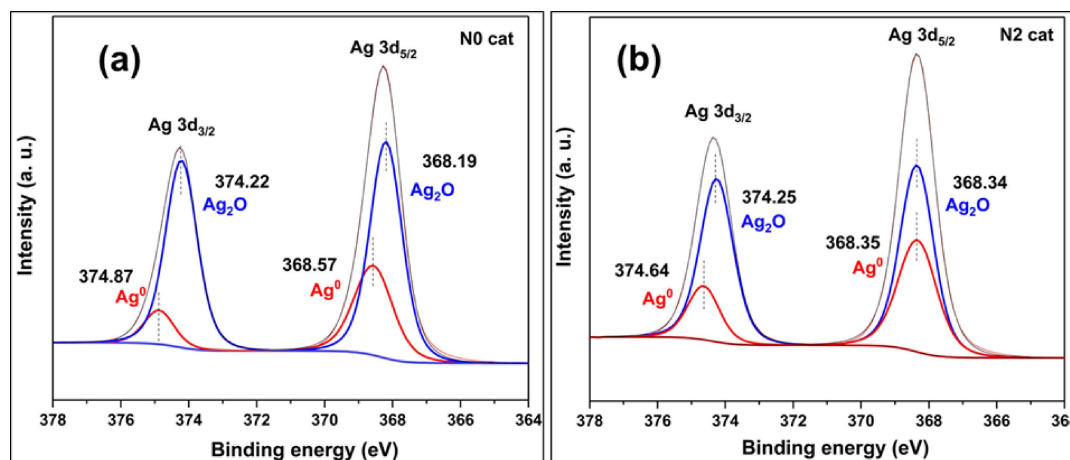 (a)
N0 cat
Ag 3d5/2
Ag 3d3/2
374.22
Ag2O
368.19
Ag2O
374.87
Ag0
368.57
Ag0
Intensity (a. u.)
378 376 374 372 370 368 366 364
Binding energy (eV)
(b)
N2 cat
Ag 3d5/2
Ag 3d3/2
374.25
Ag2O
368.34
Ag2O
374.64
Ag0
368.35
Ag0
Intensity (a. u.)
378 376 374 372 370 368 366 36
Binding energy (eV)